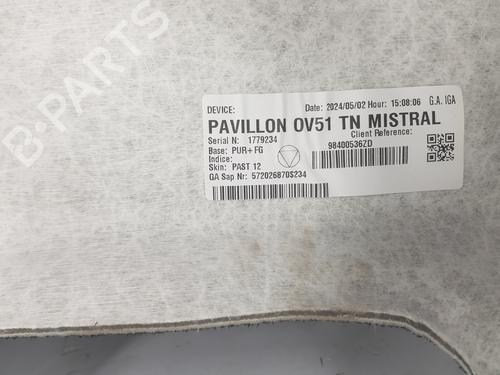 B-PARTS
DEVICE: Date: 2024/05/02 Hour: 15:08:06 G.A. IGA
PAVILLON OV51 TN MISTRAL
Serial N: 1779234 Client Reference:
Base: PUR+ FG 98400536ZD
Indice:
Skin: PAST 12
GA Sap Nr: 572026870S234